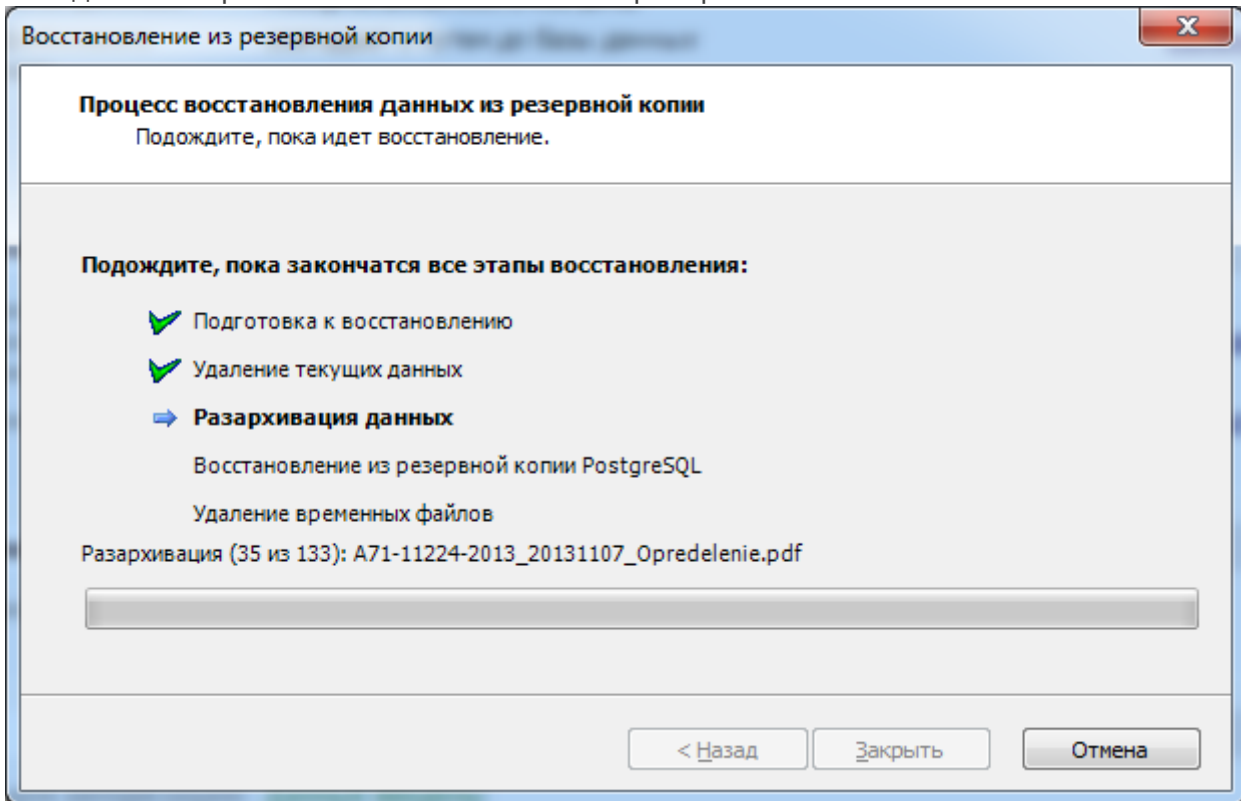 Восстановление из резервной копии
Процесс восстановления данных из резервной копии
Подождите, пока идет восстановление.
Подождите, пока закончатся все этапы восстановления:
Подготовка к восстановлению
Удаление текущих данных
Разархивация данных
Восстановление из резервной копии PostgreSQL
Удаление временных файлов
Разархивация (35 из 133): A71-11224-2013_20131107_Opredelenie.pdf
< Назад
Закрыть
Отмена